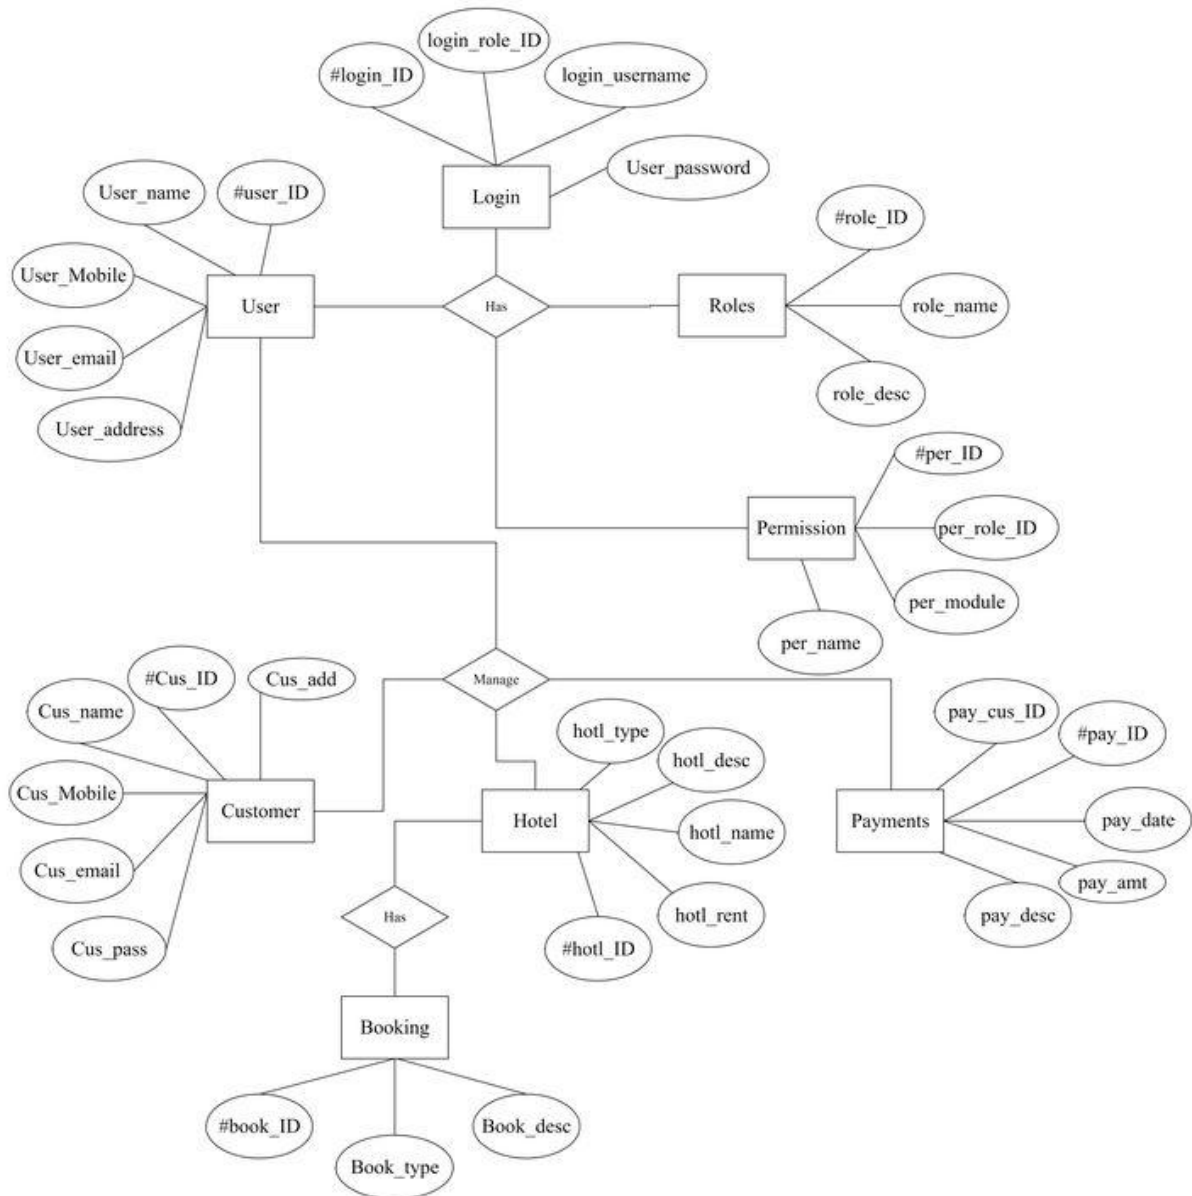 login_role_ID
#login_ID
login_username
User_password
Login
User_name
#user_ID
#role_ID
User_Mobile
User
Has
Roles
role_name
User_email
role_desc
User_address
#per_ID
Permission
per_role_ID
per_module
per_name
#Cus_ID
Cus_add
Manage
Cus_name
pay_cus_ID
hotl_type
#pay_ID
hotl_desc
Cus_Mobile
Customer
Hotel
hotl_name
Payments
pay_date
Cus_email
pay_amt
Has
hotl_rent
pay_desc
Cus_pass
#hotl_ID
Booking
#book_ID
Book_desc
Book_type